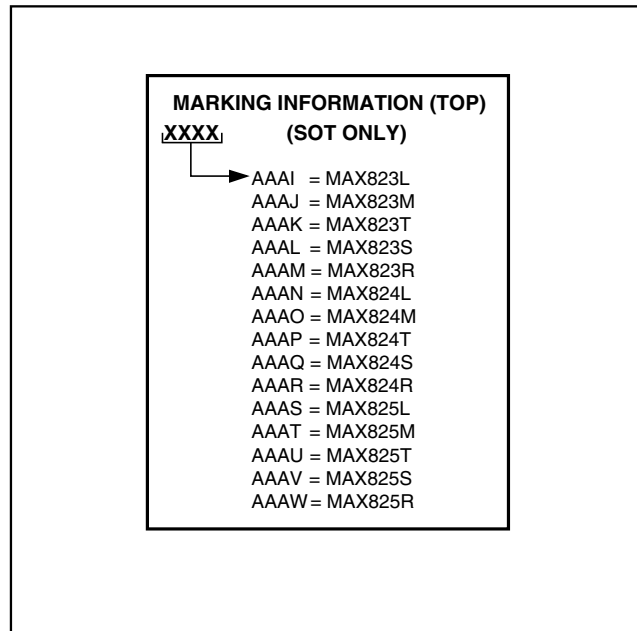 MARKING INFORMATION (TOP)
XXXX (SOT ONLY)
AAAI = MAX823L
AAAJ = MAX823M
AAAK = MAX823T
AAAL = MAX823S
AAAM = MAX823R
AAAN = MAX824L
AAAO = MAX824M
AAAP = MAX824T
AAAQ = MAX824S
AAAR = MAX824R
AAAS = MAX825L
AAAT = MAX825M
AAAU = MAX825T
AAAV = MAX825S
AAAW = MAX825R